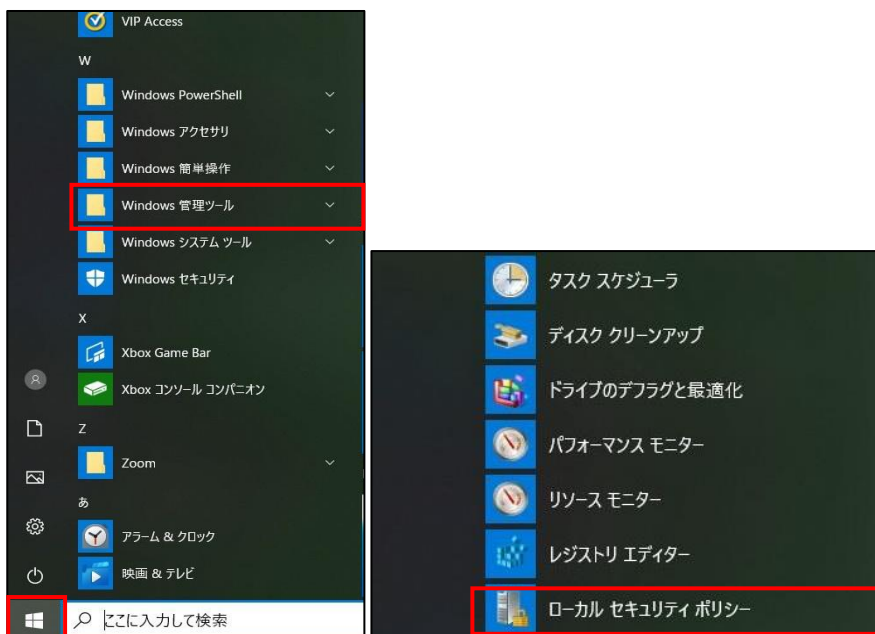 VIP Access
W
Windows PowerShell
Windows アクセサリ
Windows 簡単操作
Windows 管理ツール
Windows システム ツール
Windows セキュリティ
X
Xbox Game Bar
Xbox コンソール コンパニオン
Z
Zoom
あ
アラーム & クロック
映画 & テレビ
ここに入力して検索
タスク スケジューラ
ディスク クリーンアップ
ドライブのデフラグと最適化
パフォーマンス モニター
リソース モニター
レジストリ エディター
ローカル セキュリティ ポリシー